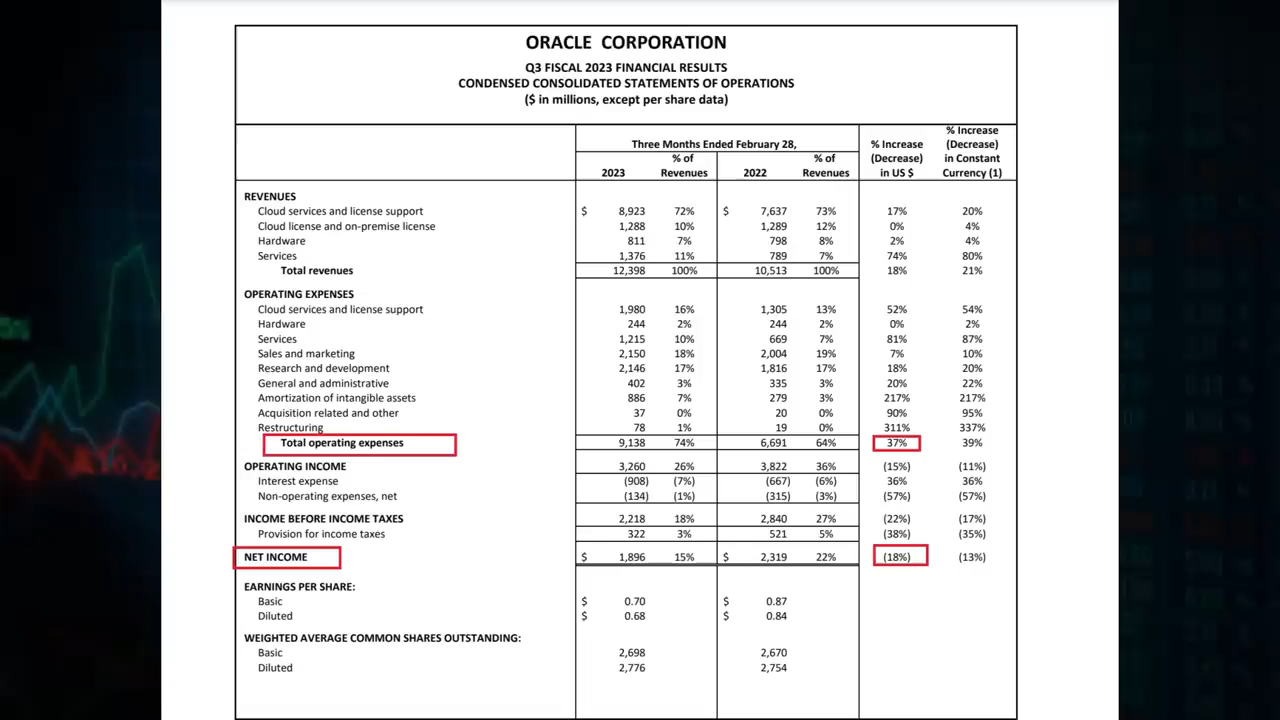 ORACLE CORPORATION
Q3 FISCAL 2023 FINANCIAL RESULTS
CONDENSED CONSOLIDATED STATEMENTS OF OPERATIONS
($ in millions, except per share data)
Three Months Ended February 28, % Increase (Decrease) in US $ % Increase (Decrease) in Constant Currency (1)
2023 % of Revenues 2022 % of Revenues
REVENUES
Cloud services and license support $ 8,923 72% $ 7,637 73% 17% 20%
Cloud license and on-premise license 1,288 10% 1,289 12% 0% 4%
Hardware 811 7% 798 8% 2% 4%
Services 1,376 11% 789 7% 74% 80%
Total revenues 12,398 100% 10,513 100% 18% 21%
OPERATING EXPENSES
Cloud services and license support 1,980 16% 1,305 13% 52% 54%
Hardware 244 2% 244 2% 0% 2%
Services 1,215 10% 669 7% 81% 87%
Sales and marketing 2,150 18% 2,004 19% 7% 10%
Research and development 2,146 17% 1,816 17% 18% 20%
General and administrative 402 3% 335 3% 20% 22%
Amortization of intangible assets 886 7% 279 3% 217% 217%
Acquisition related and other 37 0% 20 0% 90% 95%
Restructuring 78 1% 19 0% 311% 337%
Total operating expenses 9,138 74% 6,691 64% 37% 39%
OPERATING INCOME 3,260 26% 3,822 36% (15%) (11%)
Interest expense (908) (7%) (667) (6%) 36% 36%
Non-operating expenses, net (134) (1%) (315) (3%) (57%) (57%)
INCOME BEFORE INCOME TAXES 2,218 18% 2,840 27% (22%) (17%)
Provision for income taxes 322 3% 521 5% (38%) (35%)
NET INCOME $ 1,896 15% $ 2,319 22% (18%) (13%)
EARNINGS PER SHARE:
Basic $ 0.70 $ 0.87
Diluted $ 0.68 $ 0.84
WEIGHTED AVERAGE COMMON SHARES OUTSTANDING:
Basic 2,698 2,670
Diluted 2,776 2,754